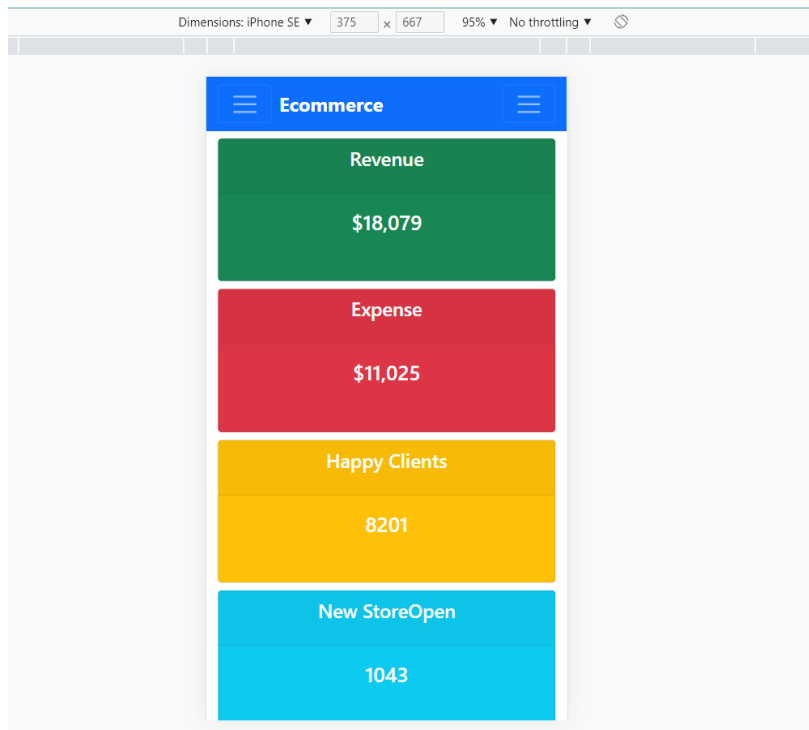 Dimensions: iPhone SE ▼ 375 × 667 95% ▼ No throttling ▼
Ecommerce
Revenue
$18,079
Expense
$11,025
Happy Clients
8201
New StoreOpen
1043